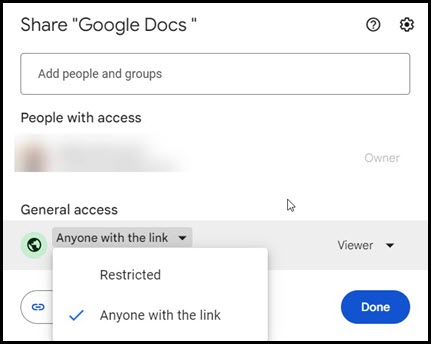 Share "Google Docs "
Add people and groups
People with access
Owner
General access
Anyone with the link
Viewer
Restricted
Anyone with the link
Done